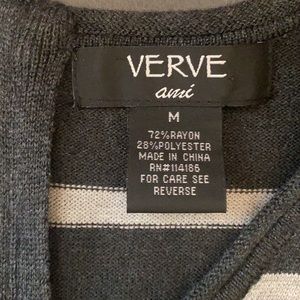 VERVE
ami
M
72%RAYON
28%POLYESTER
MADE IN CHINA
RN#114186
FOR CARE SEE
REVERSE